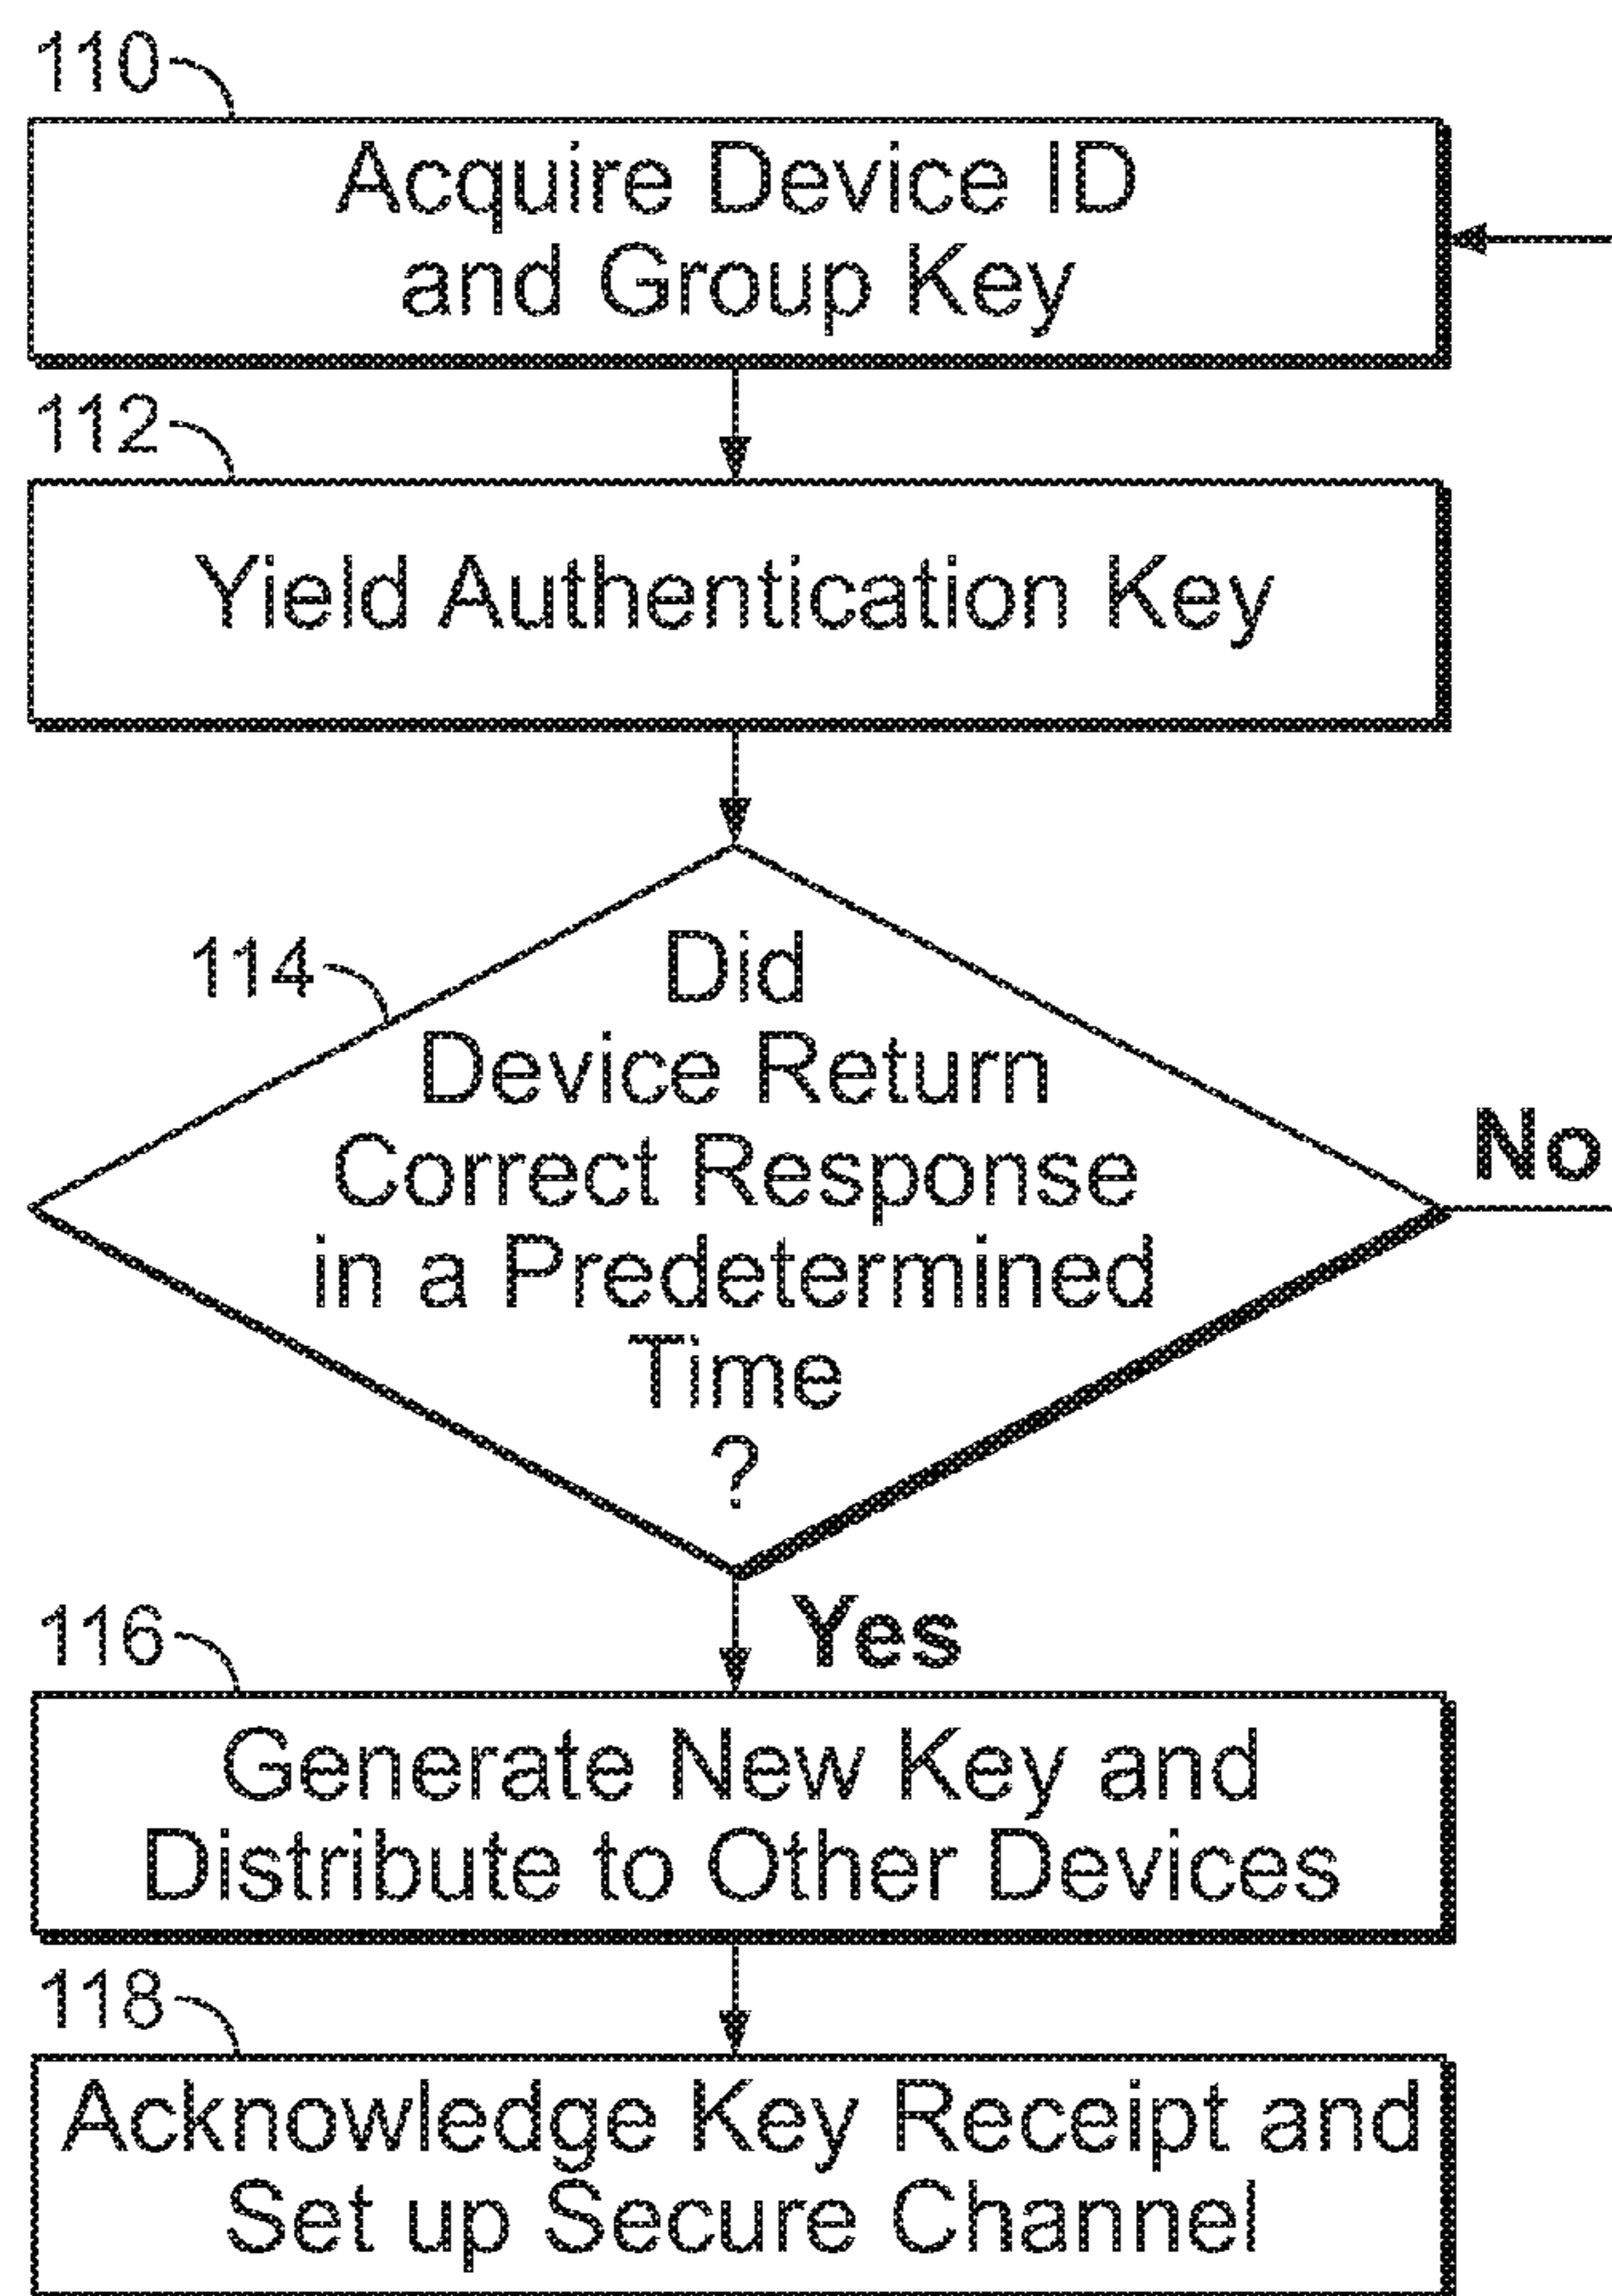 110
Acquire Device ID
and Group Key
112
Yield Authentication Key
114
Did
Device Return
Correct Response
in a Predetermined
Time
?
No
Yes
116
Generate New Key and
Distribute to Other Devices
118
Acknowledge Key Receipt and
Set up Secure Channel